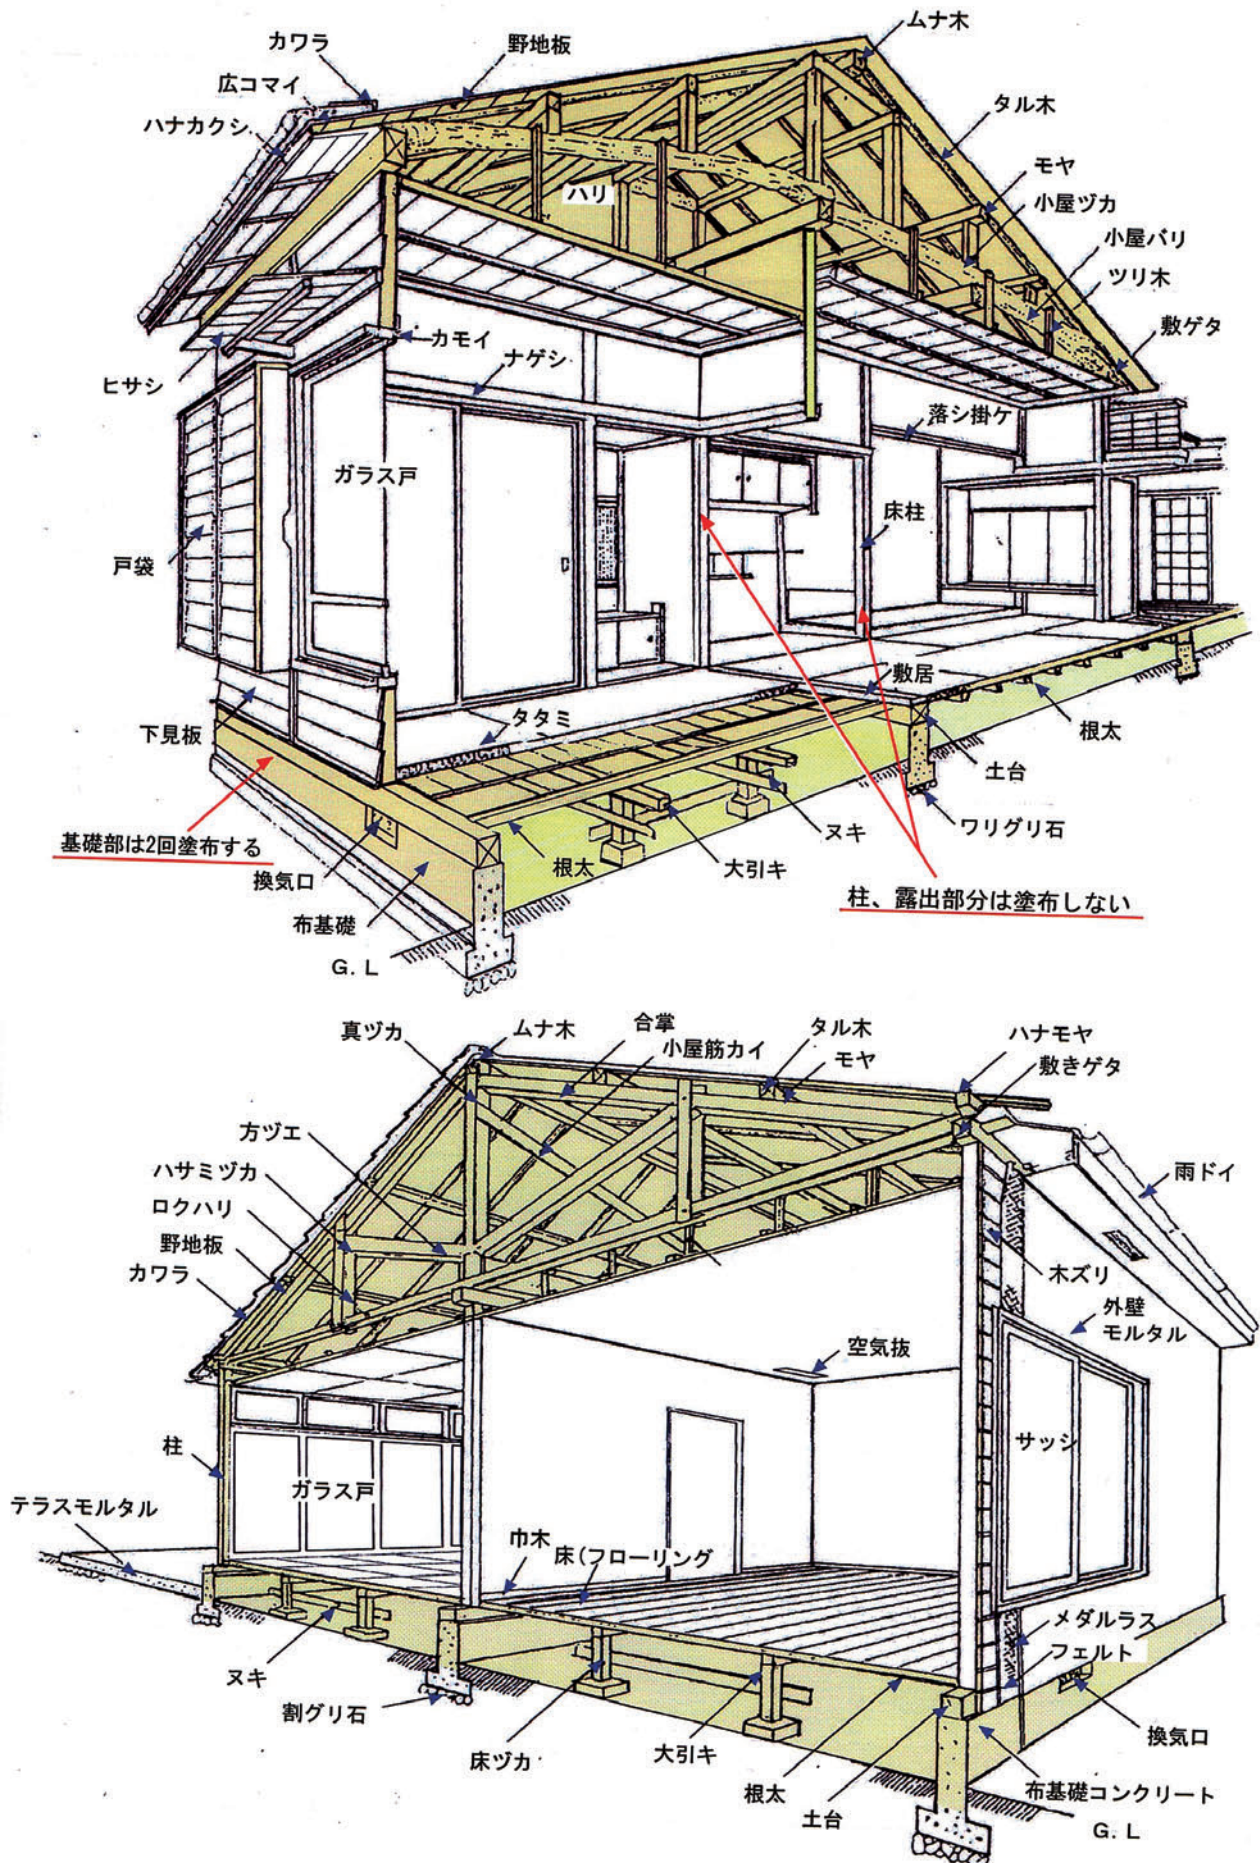 ムナ木
カワラ
野地板
広コマイ
ハナカクシ
タル木
モヤ
小屋ヅカ
ハリ
小屋バリ
ツリ木
敷ゲタ
カモイ
ナゲシ
ヒサシ
落シ掛ケ
ガラス戸
床柱
戸袋
敷居
タタミ
下見板
根太
土台
基礎部は2回塗布する
ヌキ
ワリグリ石
根太
大引キ
換気口
柱、露出部分は塗布しない
布基礎
G. L
真ヅカ
ムナ木
合掌
小屋筋カイ
タル木
モヤ
ハナモヤ
敷きゲタ
方ヅエ
ハサミヅカ
ロクハリ
野地板
カワラ
雨ドイ
木ズリ
外壁
モルタル
空気抜
柱
サッシ
ガラス戸
テラスモルタル
巾木
床(フローリング
メダルラス
フェルト
ヌキ
割グリ石
床ヅカ
大引キ
根太
土台
換気口
布基礎コンクリート
G. L